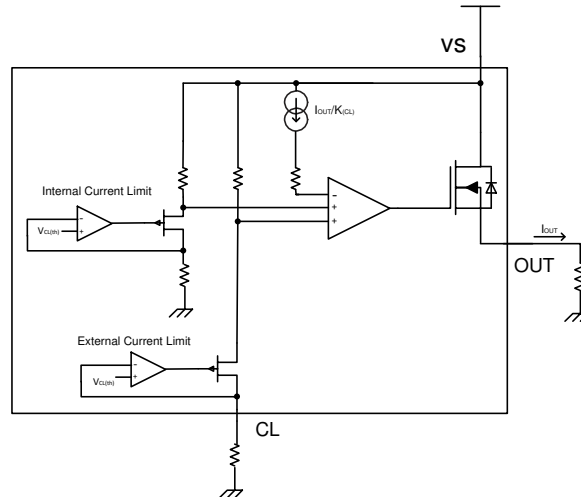 VS
IOUT/K(CL)
Internal Current Limit
−
+
VCL(th)
−
+
+
IOUT
OUT
External Current Limit
−
+
VCL(th)
CL